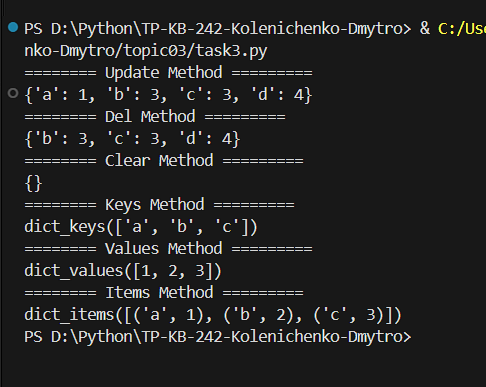 PS D:\Python\TP-KB-242-Kolenichenko-Dmytro> & C:/Use
nko-Dmytro/topic03/task3.py
======== Update Method =========
{'a': 1, 'b': 3, 'c': 3, 'd': 4}
======== Del Method =========
{'b': 3, 'c': 3, 'd': 4}
======== Clear Method =========
{}
======== Keys Method =========
dict_keys(['a', 'b', 'c'])
======== Values Method =========
dict_values([1, 2, 3])
======== Items Method =========
dict_items([('a', 1), ('b', 2), ('c', 3)])
PS D:\Python\TP-KB-242-Kolenichenko-Dmytro>